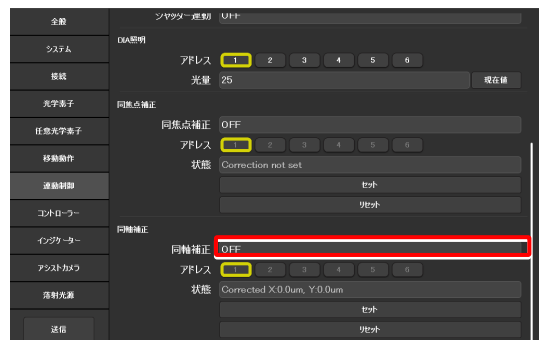 全般
システム
接続
光学素子
任意光学素子
移動動作
連動制御
コントローラー
インジケーター
アシストカメラ
落射光源
送信
シャッター連動 OFF
DIA照明
アドレス 1 2 3 4 5 6
光量 25 現在値
同焦点補正
同焦点補正 OFF
アドレス 1 2 3 4 5 6
状態 Correction not set
セット
リセット
同軸補正
同軸補正 OFF
アドレス 1 2 3 4 5 6
状態 Corrected X:0.0um, Y:0.0um
セット
リセット